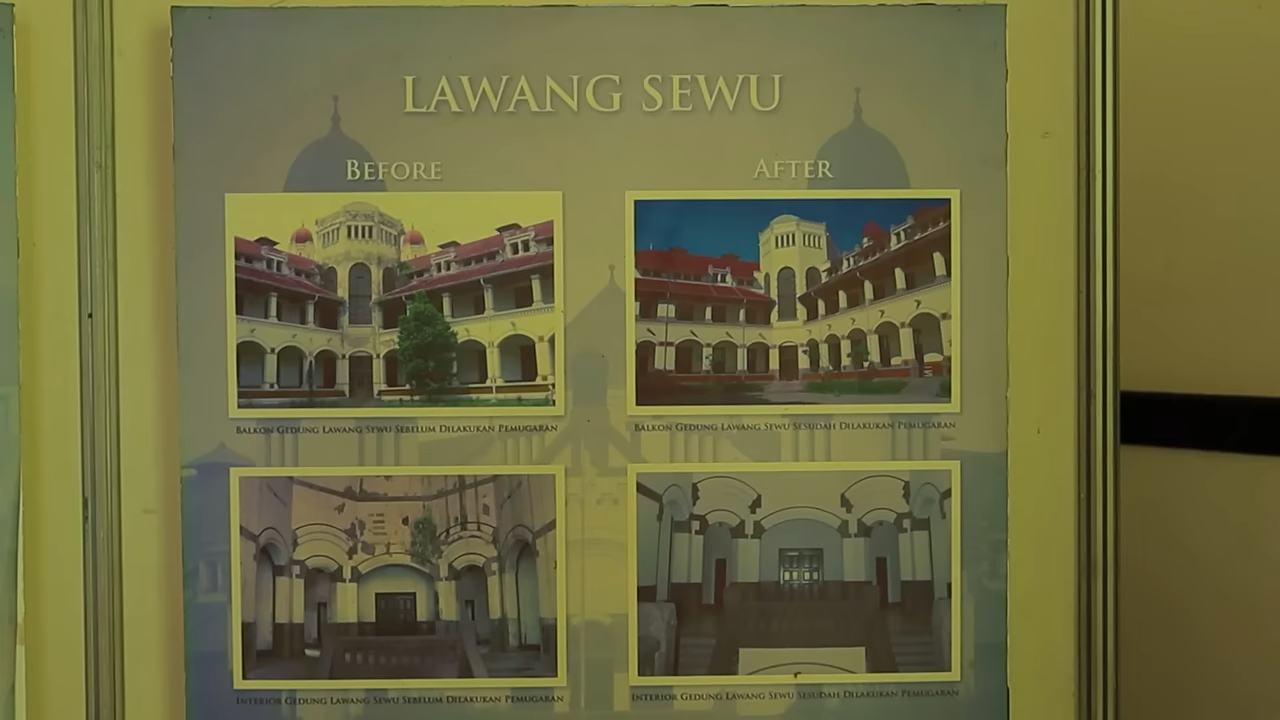 LAWANG SEWU
BEFORE
AFTER
BALKON GEDUNG LAWANG SEWU SEBELUM DILAKUKAN PEMUGARAN
BALKON GEDUNG LAWANG SEWU SESUDAH DILAKUKAN PEMUGARAN
INTERIOR GEDUNG LAWANG SEWU SEBELUM DILAKUKAN PEMUGARAN
INTERIOR GEDUNG LAWANG SEWU SESUDAH DILAKUKAN PEMUGARAN